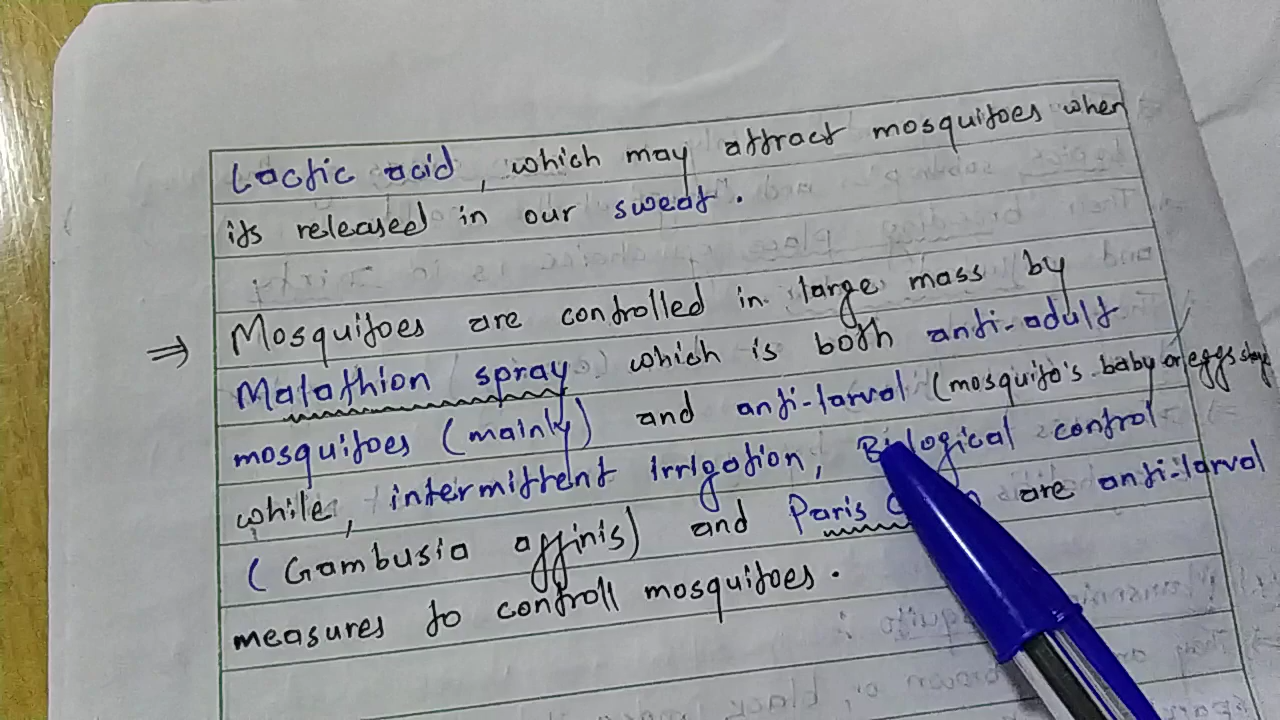 Lactic acid, which may attract mosquitoes when
its released in our sweat.
⇒ Mosquitoes are controlled in large mass by
Malathion spray which is both anti-adult
mosquitoes (mainly) and anti-larval (mosquito's baby or eggs stage
while, intermittent irrigation, Biological control
(Gambusia affinis) and Paris are anti-larval
measures to controll mosquitoes.